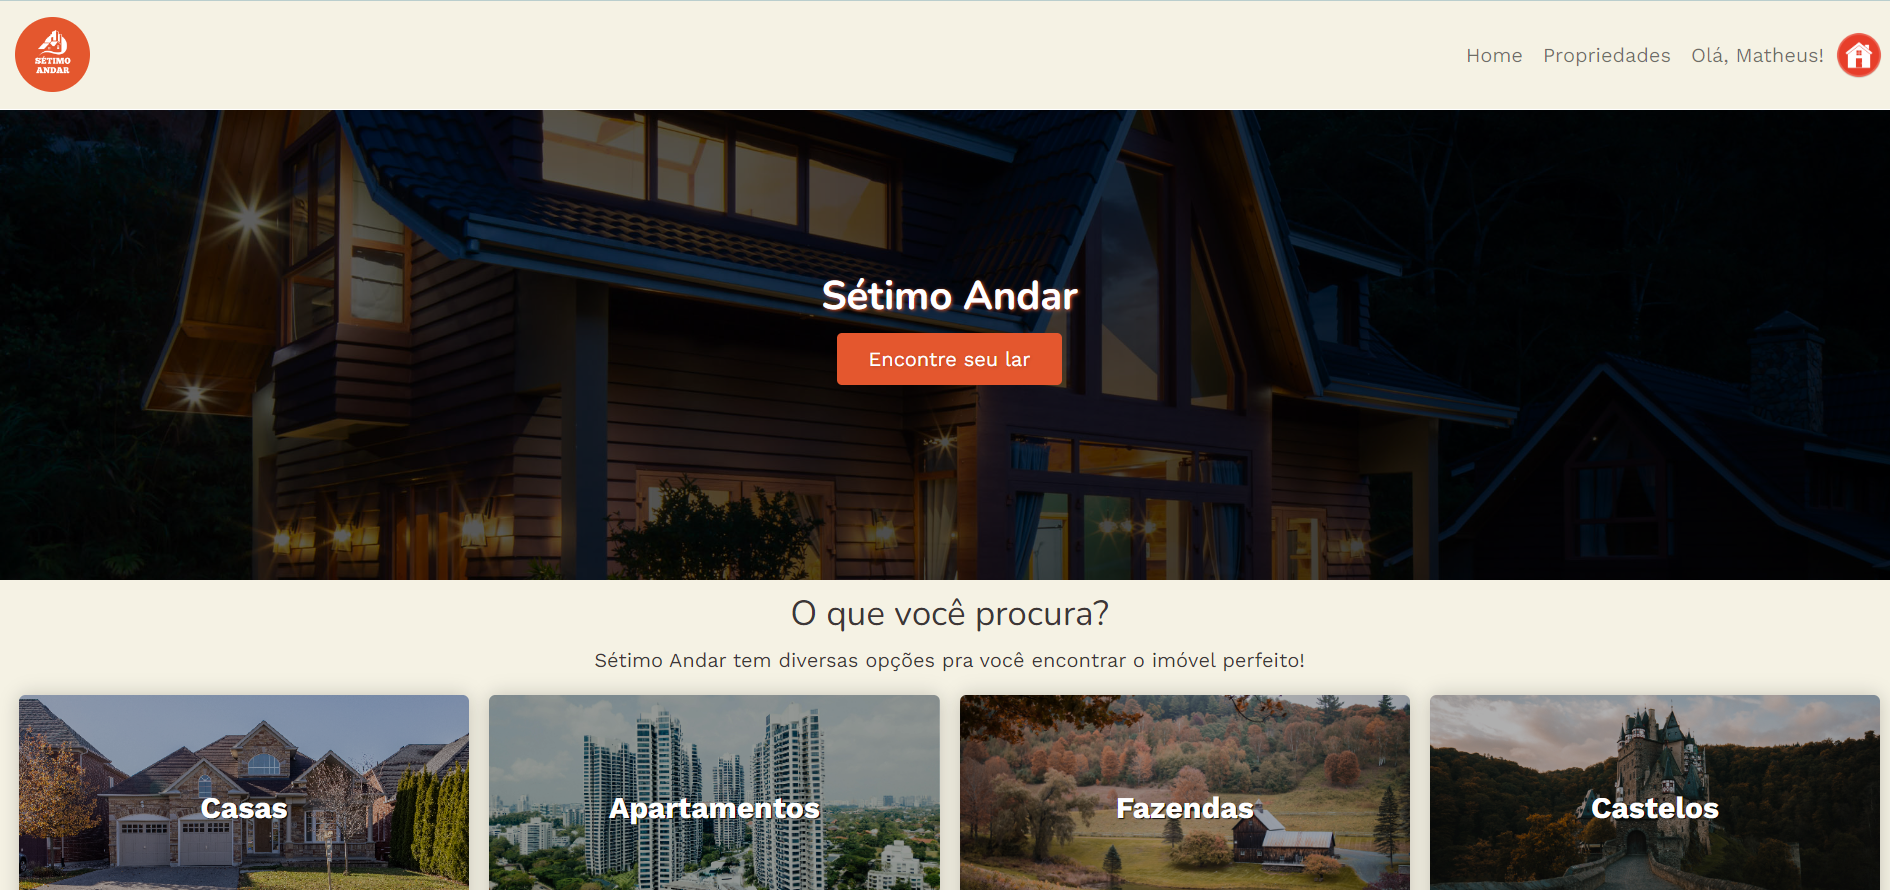 SÉTIMO
ANDAR
Home Propriedades Olá, Matheus!
Sétimo Andar
Encontre seu lar
O que você procura?
Sétimo Andar tem diversas opções pra você encontrar o imóvel perfeito!
Casas Apartamentos Fazendas Castelos